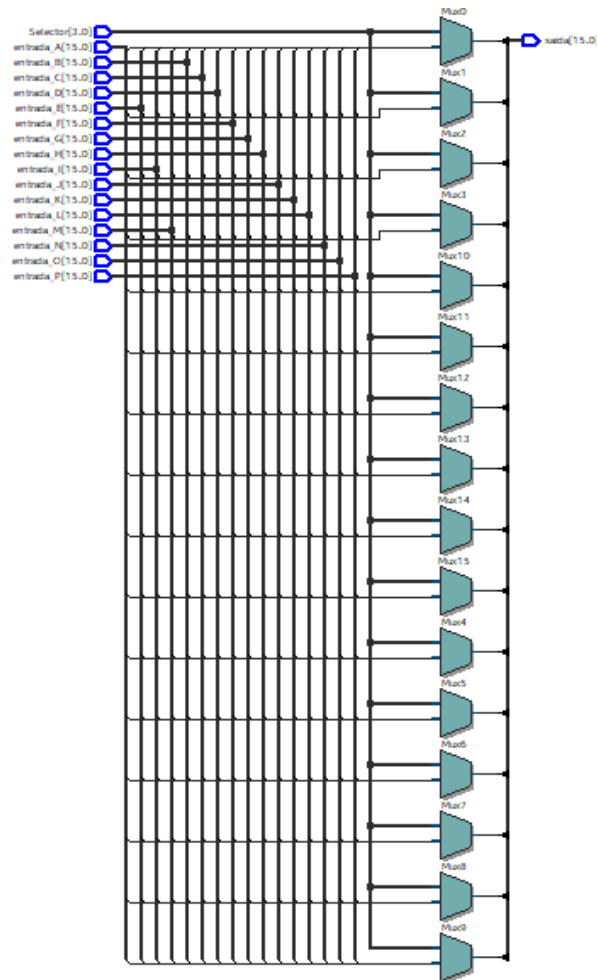 Selector[3.0]
entrada_A[15.0]
entrada_B[15.0]
entrada_C[15.0]
entrada_D[15.0]
entrada_E[15.0]
entrada_F[15.0]
entrada_G[15.0]
entrada_H[15.0]
entrada_I[15.0]
entrada_J[15.0]
entrada_K[15.0]
entrada_L[15.0]
entrada_M[15.0]
entrada_N[15.0]
entrada_O[15.0]
entrada_P[15.0]
Mux0
saida[15.0]
Mux1
Mux2
Mux3
Mux10
Mux11
Mux12
Mux13
Mux14
Mux15
Mux4
Mux5
Mux6
Mux7
Mux8
Mux9